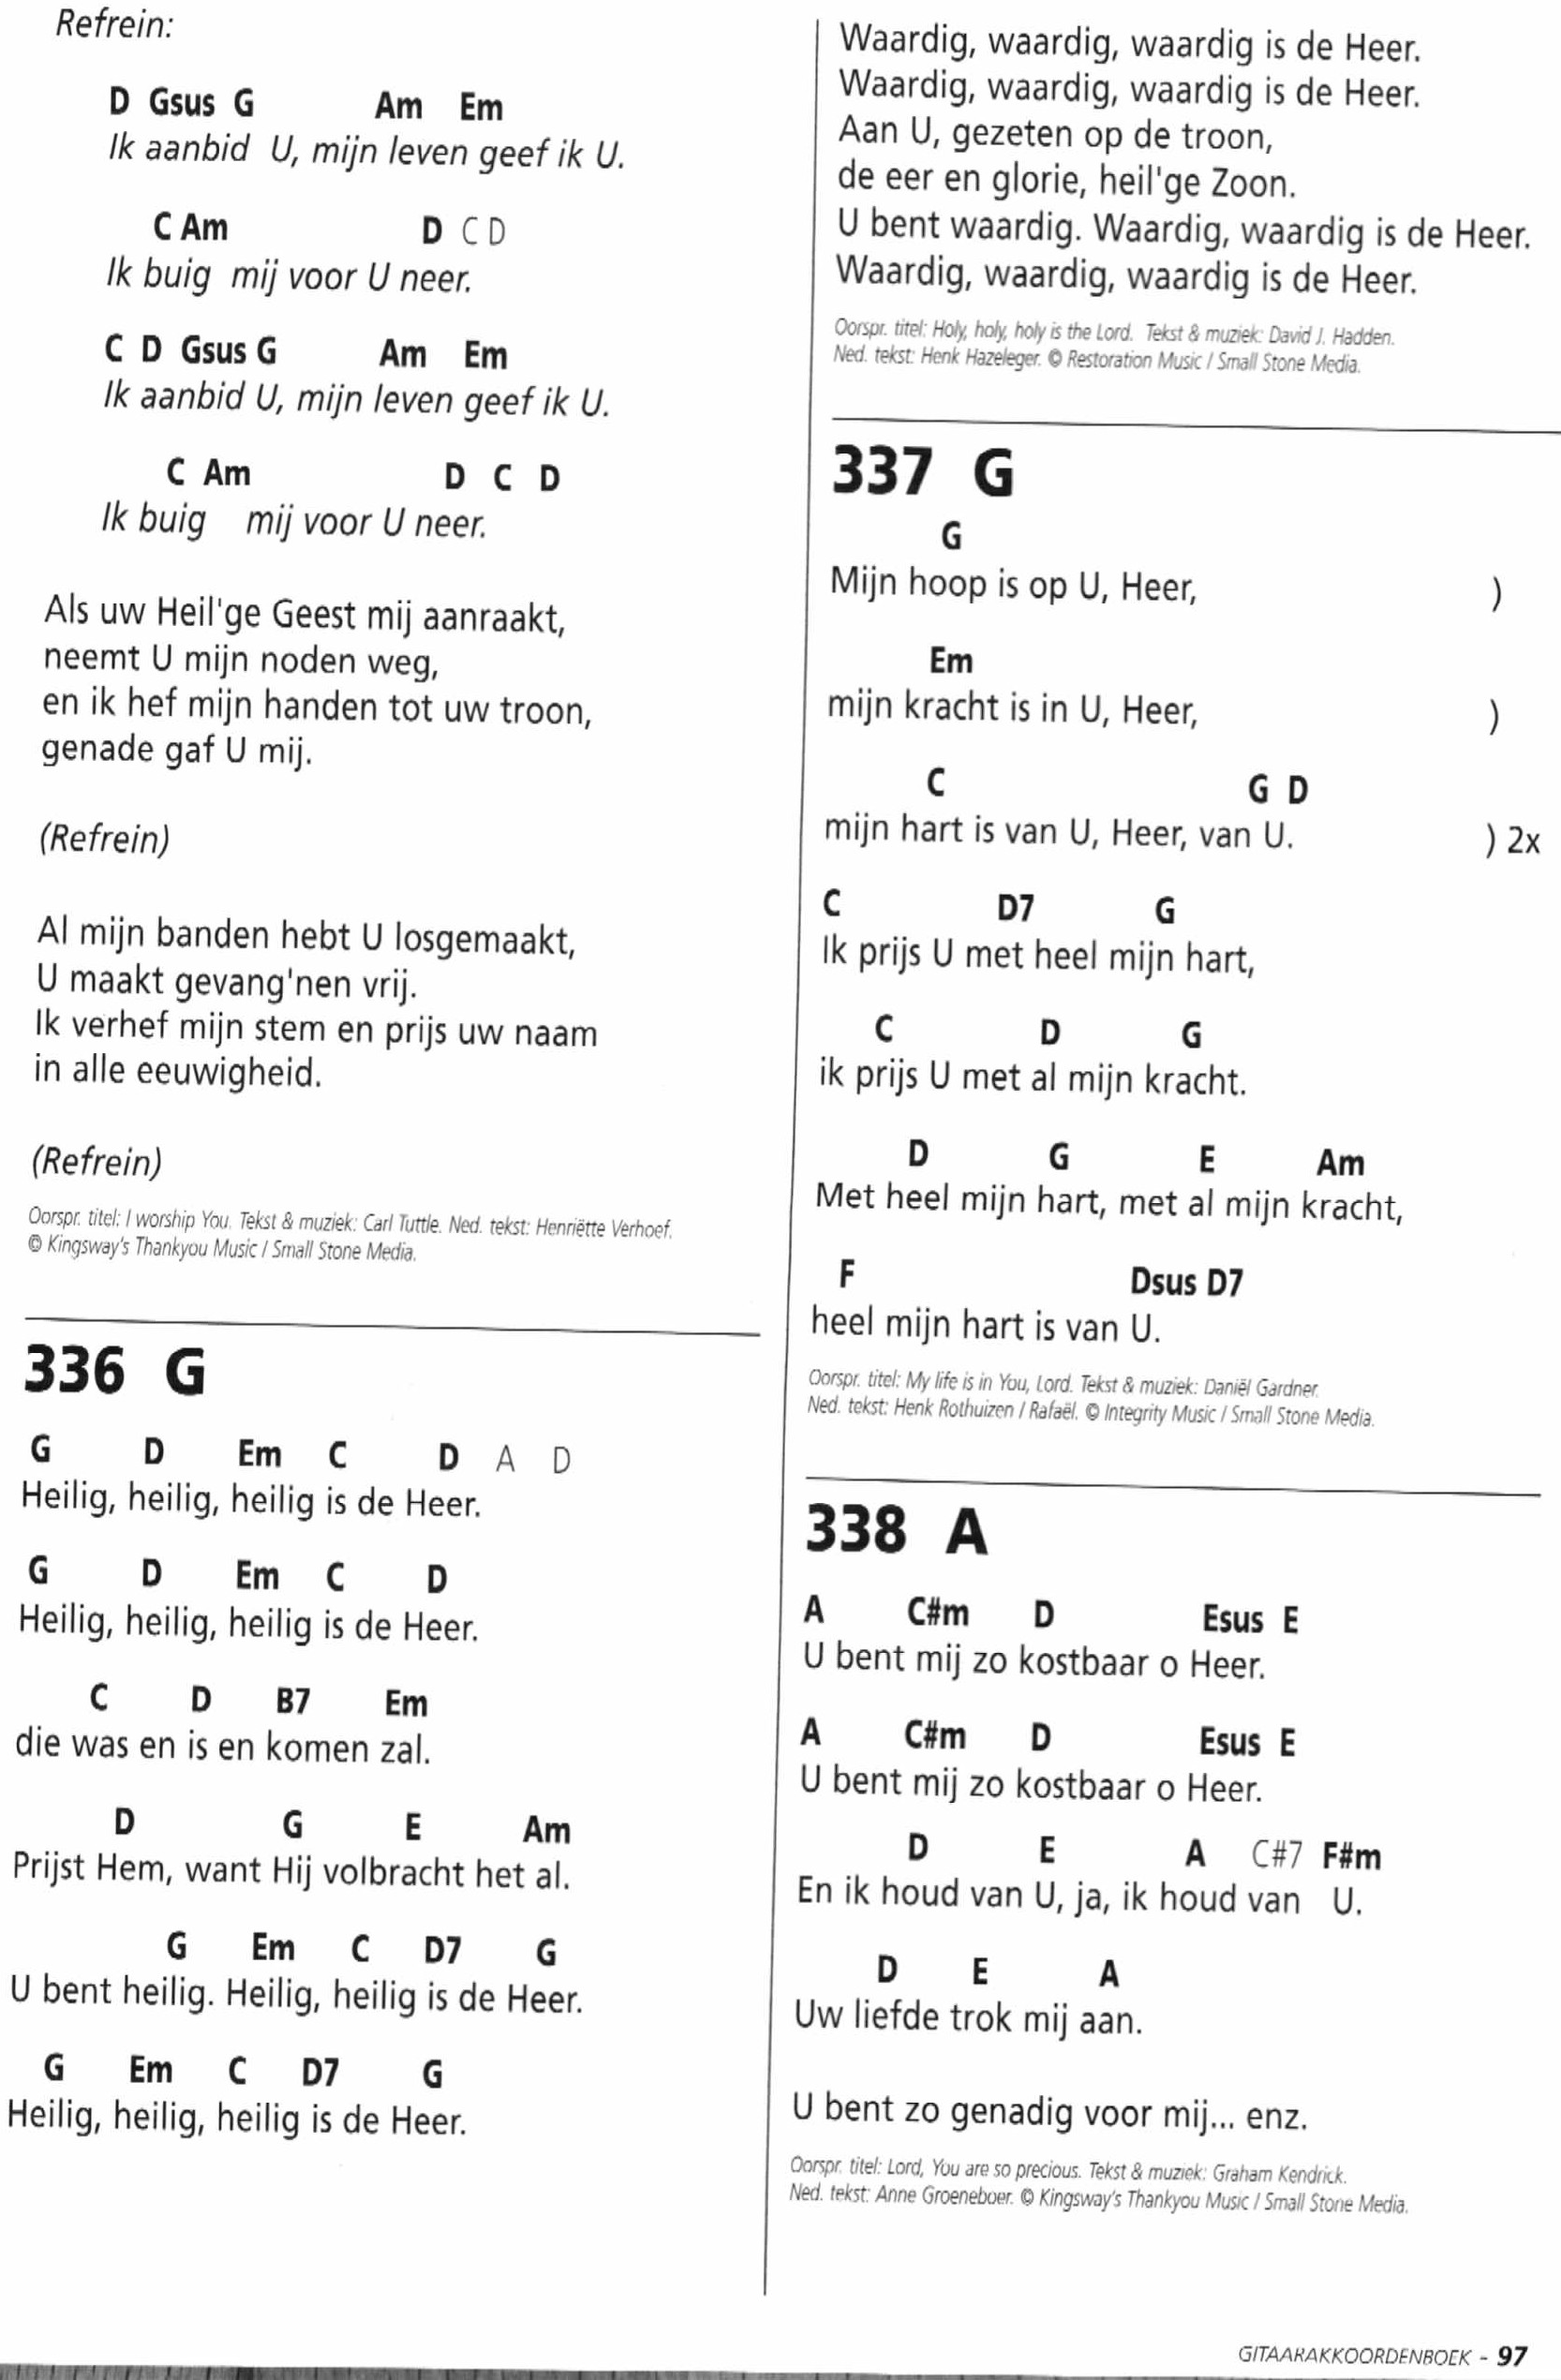 Refrein:
D Gsus G Am Em
Ik aanbid U, mijn leven geef ik U.
C Am D C D
Ik buig mij voor U neer.
C D Gsus G Am Em
Ik aanbid U, mijn leven geef ik U.
C Am D C D
Ik buig mij voor U neer.
Als uw Heil'ge Geest mij aanraakt,
neemt U mijn noden weg,
en ik hef mijn handen tot uw troon,
genade gaf U mij.
(Refrein)
Al mijn banden hebt U losgemaakt,
U maakt gevang'nen vrij.
Ik verhef mijn stem en prijs uw naam
in alle eeuwigheid.
(Refrein)
Oorspr. titel: I worship You. Tekst & muziek: Carl Tuttle. Ned. tekst: Henriëtte Verhoef.
© Kingsway's Thankyou Music / Small Stone Media.
336 G
G D Em C D A D
Heilig, heilig, heilig is de Heer.
G D Em C D
Heilig, heilig, heilig is de Heer.
C D B7 Em
die was en is en komen zal.
D G E Am
Prijst Hem, want Hij volbracht het al.
G Em C D7 G
U bent heilig. Heilig, heilig is de Heer.
G Em C D7 G
Heilig, heilig, heilig is de Heer.
Waardig, waardig, waardig is de Heer.
Waardig, waardig, waardig is de Heer.
Aan U, gezeten op de troon,
de eer en glorie, heil'ge Zoon.
U bent waardig. Waardig, waardig is de Heer.
Waardig, waardig, waardig is de Heer.
Oorspr. titel: Holy, holy, holy is the Lord. Tekst & muziek: David J. Hadden.
Ned. tekst: Henk Hazeleger. © Restoration Music / Small Stone Media.
337 G
G
Mijn hoop is op U, Heer, )
Em
mijn kracht is in U, Heer, )
C G D
mijn hart is van U, Heer, van U. ) 2x
C D7 G
Ik prijs U met heel mijn hart,
C D G
ik prijs U met al mijn kracht.
D G E Am
Met heel mijn hart, met al mijn kracht,
F Dsus D7
heel mijn hart is van U.
Oorspr. titel: My life is in You, Lord. Tekst & muziek: Daniël Gardner.
Ned. tekst: Henk Rothuizen / Rafaël. © Integrity Music / Small Stone Media.
338 A
A C#m D Esus E
U bent mij zo kostbaar o Heer.
A C#m D Esus E
U bent mij zo kostbaar o Heer.
D E A C#7 F#m
En ik houd van U, ja, ik houd van U.
D E A
Uw liefde trok mij aan.
U bent zo genadig voor mij... enz.
Oorspr. titel: Lord, You are so precious. Tekst & muziek: Graham Kendrick.
Ned. tekst: Anne Groeneboer. © Kingsway's Thankyou Music / Small Stone Media.
GITAARAKKOORDENBOEK - 97